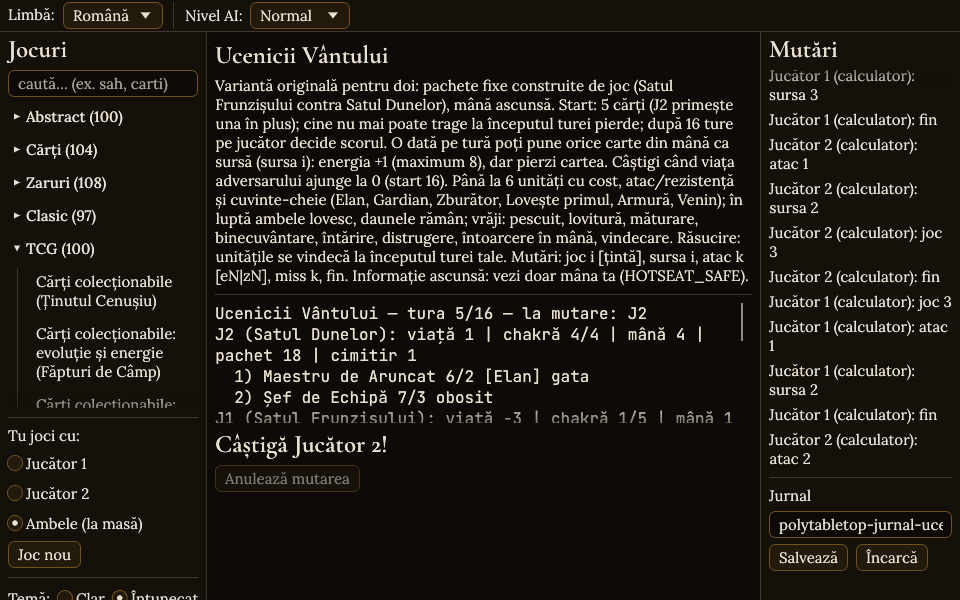 Limbă: Română ▼ Nivel AI: Normal ▼
Jocuri
caută... (ex. sah, carti)
▸ Abstract (100)
▸ Cărți (104)
▸ Zaruri (108)
▸ Clasic (97)
▾ TCG (100)
Cărți colecționabile
(Ținutul Cenușiu)
Cărți colecționabile:
evoluție și energie
(Făpturi de Câmp)
Cărți colecționabile:
Tu joci cu:
Jucător 1
Jucător 2
Ambele (la masă)
Joc nou
Temă: Clar Întunecat
Ucenicii Vântului
Variantă originală pentru doi: pachete fixe construite de joc (Satul
Frunzișului contra Satul Dunelor), mână ascunsă. Start: 5 cărți (J2 primește
una în plus); cine nu mai poate trage la începutul turei pierde; după 16 ture
pe jucător decide scorul. O dată pe tură poți pune orice carte din mână ca
sursă (sursa i): energia +1 (maximum 8), dar pierzi cartea. Câștigi când viața
adversarului ajunge la 0 (start 16). Până la 6 unități cu cost, atac/rezistență
și cuvinte-cheie (Elan, Gardian, Zburător, Lovește primul, Armură, Venin); în
luptă ambele lovesc, daunele rămân; vrăji: pescuit, lovitură, măturare,
binecuvântare, întărire, distrugere, întoarcere în mână, vindecare. Răsucire:
unitățile se vindecă la începutul turei tale. Mutări: joc i [țintă], sursa i, atac k
[eN|zN], miss k, fin. Informație ascunsă: vezi doar mâna ta (HOTSEAT_SAFE).
Ucenicii Vântului — tura 5/16 — la mutare: J2
J2 (Satul Dunelor): viață 1 | chakră 4/4 | mână 4 |
pachet 18 | cimitir 1
1) Maestru de Aruncat 6/2 [Elan] gata
2) Șef de Echipă 7/3 obosit
J1 (Satul Frunzișului): viață -3 | chakră 1/5 | mână 1
Câștigă Jucător 2!
Anulează mutarea
Mutări
Jucător 1 (calculator):
sursa 3
Jucător 1 (calculator): fin
Jucător 2 (calculator):
atac 1
Jucător 2 (calculator):
sursa 2
Jucător 2 (calculator): joc
3
Jucător 2 (calculator): fin
Jucător 1 (calculator): joc 3
Jucător 1 (calculator): atac
1
Jucător 1 (calculator):
sursa 2
Jucător 1 (calculator): fin
Jucător 2 (calculator):
atac 2
Jurnal
polytabletop-jurnal-uce
Salvează Încarcă